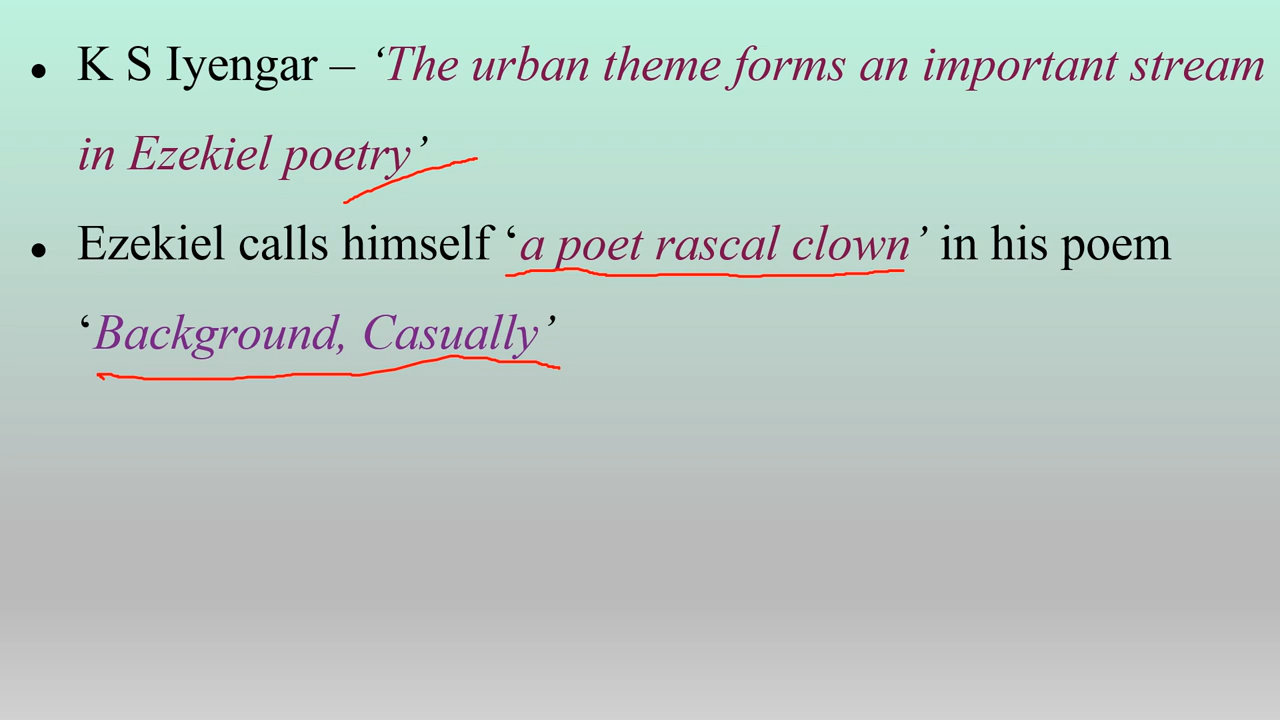 • K S Iyengar – ‘The urban theme forms an important stream
in Ezekiel poetry’
• Ezekiel calls himself ‘a poet rascal clown’ in his poem
‘Background, Casually’